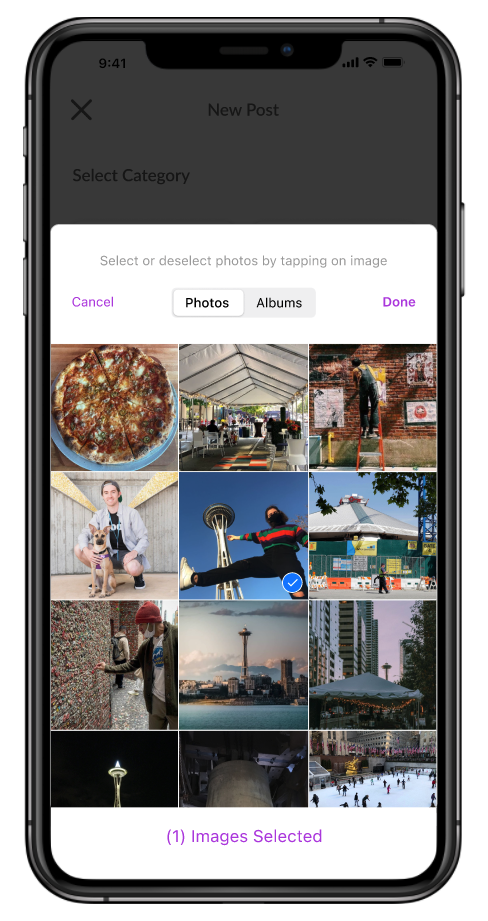 9:41
New Post
Select Category
Select or deselect photos by tapping on image
Cancel
Photos
Albums
Done
(1) Images Selected